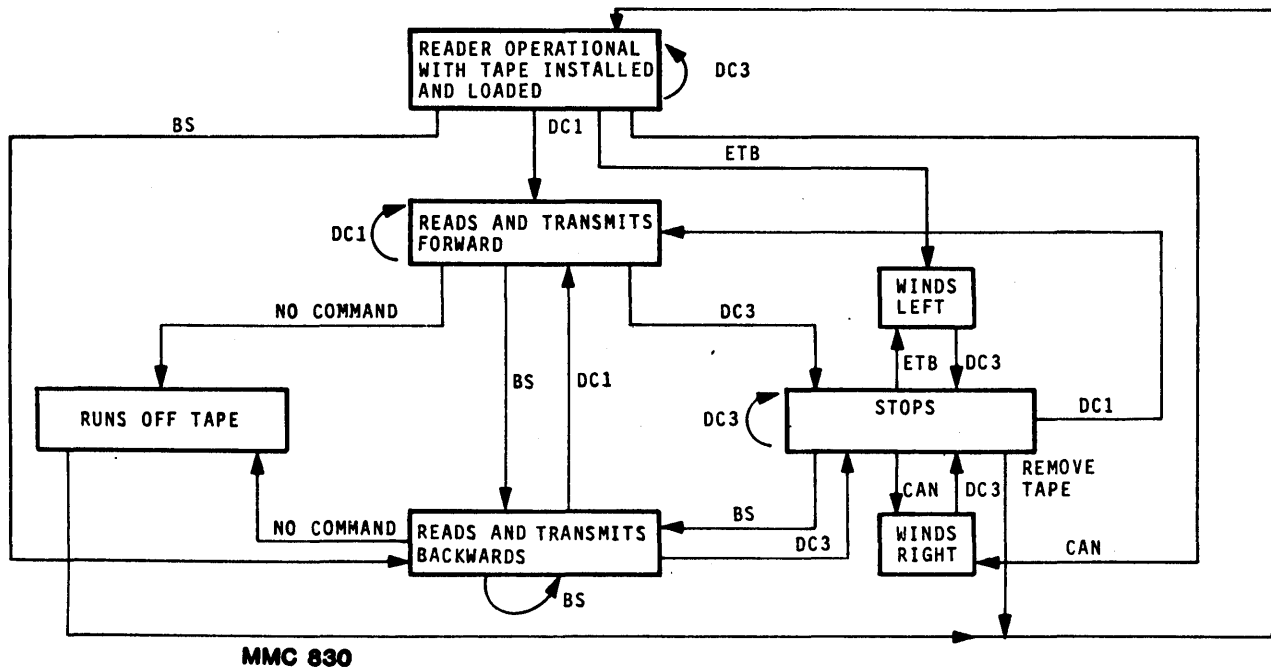 READER OPERATIONAL
WITH TAPE INSTALLED
AND LOADED
DC3
BS
DC1
ETB
DC1
READS AND TRANSMITS
FORWARD
WINDS
LEFT
NO COMMAND
DC3
ETB
DC3
BS
DC1
RUNS OFF TAPE
DC3
STOPS
DC1
REMOVE
TAPE
CAN
DC3
BS
NO COMMAND
READS AND TRANSMITS
BACKWARDS
DC3
WINDS
RIGHT
CAN
BS
MMC 830